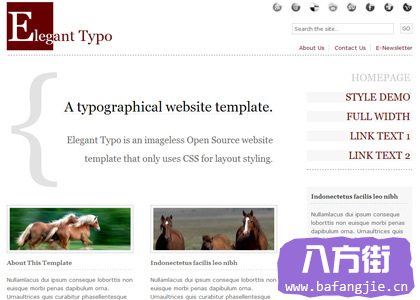 Elegant Typo
Search the site...
GO
About Us
Contact Us
E-Newsletter
{
A typographical website template.
Elegant Typo is an imageless Open Source website
template that only uses CSS for layout styling.
HOMEPAGE
STYLE DEMO
FULL WIDTH
LINK TEXT 1
LINK TEXT 2
About This Template
Nullamlacus dui ipsum conseque loborttis non
euisque morbi penas dapibulum orna.
Urnaultrices quis curabitur phasellentesque
Indonectetus facilis leo nibh
Nullamlacus dui ipsum conseque loborttis non
euisque morbi penas dapibulum orna.
Urnaultrices quis curabitur phasellentesque
Indonectetus facilis leo nibh
Nullamlacus dui ipsum conseque
loborttis non euisque morbi penas
dapibulum orna. Urnaultrices quis
八方街
www.bafangjie.cn